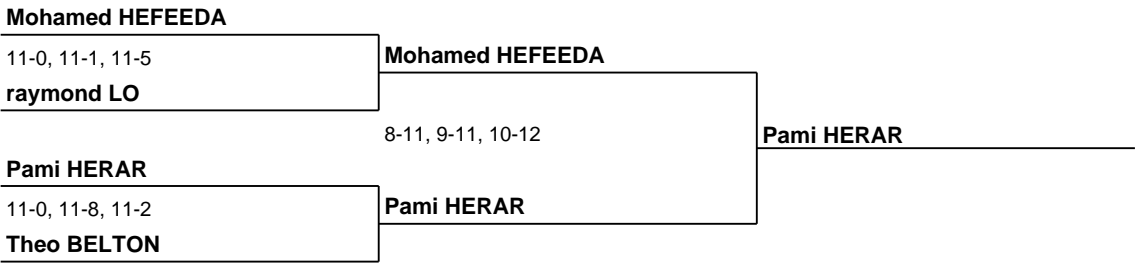 Mohamed HEFEEDA
11-0, 11-1, 11-5
Mohamed HEFEEDA
raymond LO
8-11, 9-11, 10-12
Pami HERAR
Pami HERAR
11-0, 11-8, 11-2
Pami HERAR
Theo BELTON